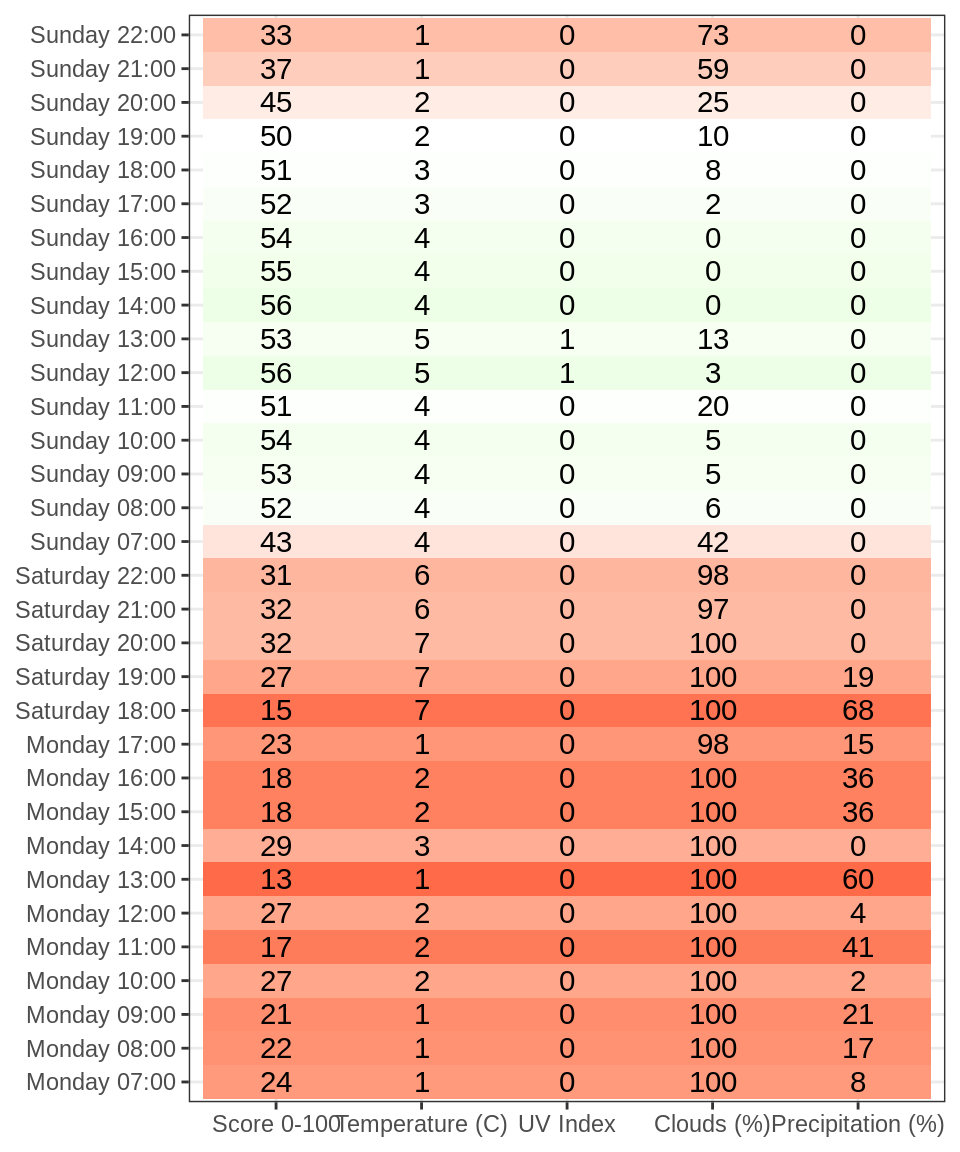 Sunday 22:00 33 1 0 73 0
Sunday 21:00 37 1 0 59 0
Sunday 20:00 45 2 0 25 0
Sunday 19:00 50 2 0 10 0
Sunday 18:00 51 3 0 8 0
Sunday 17:00 52 3 0 2 0
Sunday 16:00 54 4 0 0 0
Sunday 15:00 55 4 0 0 0
Sunday 14:00 56 4 0 0 0
Sunday 13:00 53 5 1 13 0
Sunday 12:00 56 5 1 3 0
Sunday 11:00 51 4 0 20 0
Sunday 10:00 54 4 0 5 0
Sunday 09:00 53 4 0 5 0
Sunday 08:00 52 4 0 6 0
Sunday 07:00 43 4 0 42 0
Saturday 22:00 31 6 0 98 0
Saturday 21:00 32 6 0 97 0
Saturday 20:00 32 7 0 100 0
Saturday 19:00 27 7 0 100 19
Saturday 18:00 15 7 0 100 68
Monday 17:00 23 1 0 98 15
Monday 16:00 18 2 0 100 36
Monday 15:00 18 2 0 100 36
Monday 14:00 29 3 0 100 0
Monday 13:00 13 1 0 100 60
Monday 12:00 27 2 0 100 4
Monday 11:00 17 2 0 100 41
Monday 10:00 27 2 0 100 2
Monday 09:00 21 1 0 100 21
Monday 08:00 22 1 0 100 17
Monday 07:00 24 1 0 100 8
Score 0-100 Temperature (C) UV Index Clouds (%) Precipitation (%)